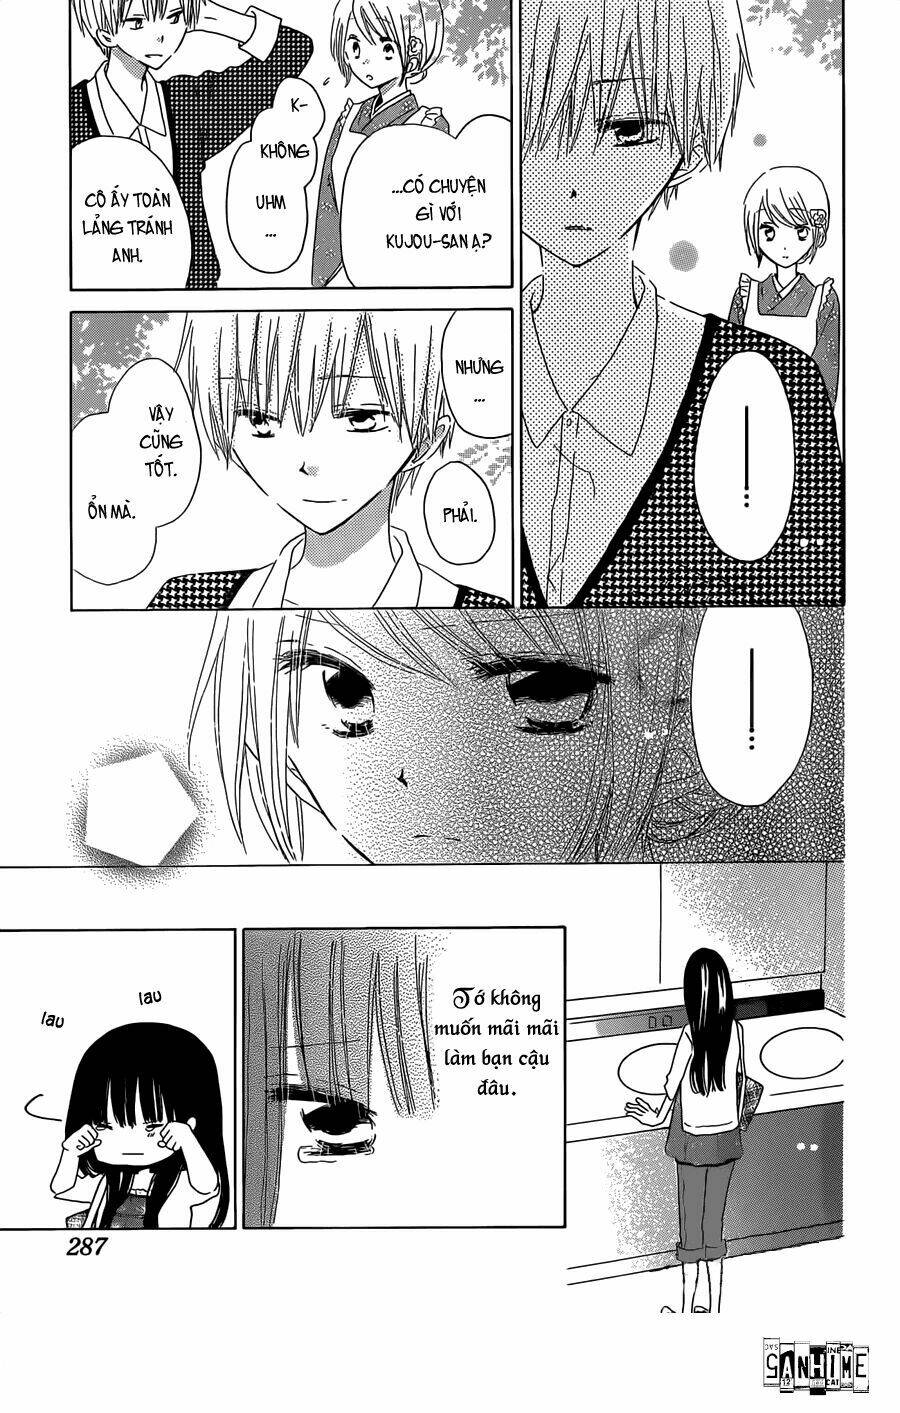 ...CÓ CHUYỆN
GÌ VỚI
KUJOU-SAN Ạ?
K-
KHÔNG
UHM
...
CÔ ẤY TOÀN
LẢNG TRÁNH
ANH.
NHƯNG
...
PHẢI.
VẬY
CŨNG
TỐT.
ỔN MÀ.
Tớ không
muốn mãi mãi
làm bạn cậu
đâu.
lau
lau
287
SANHIME